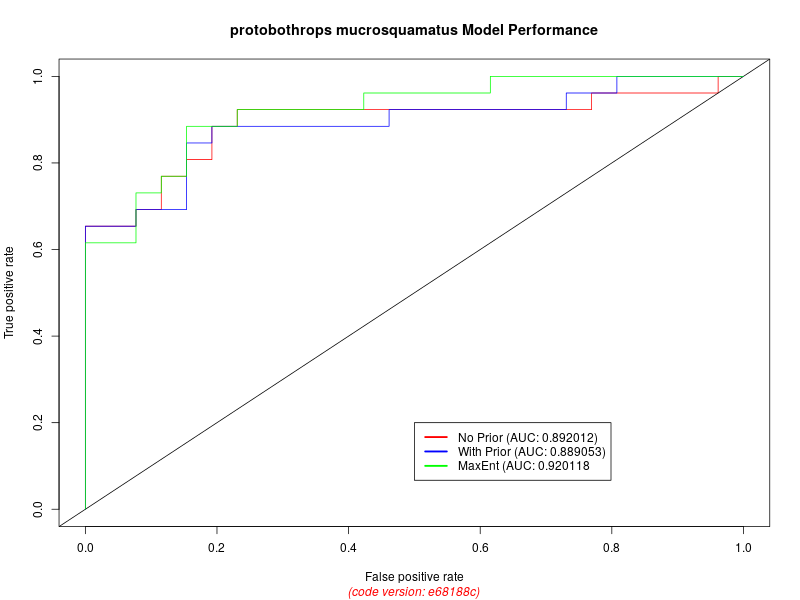 protobothrops mucrosquamatus Model Performance
True positive rate
1.0
0.8
0.6
0.4
0.2
0.0
No Prior (AUC: 0.892012)
With Prior (AUC: 0.889053)
MaxEnt (AUC: 0.920118
0.0 0.2 0.4 0.6 0.8 1.0
False positive rate
(code version: e68188c)